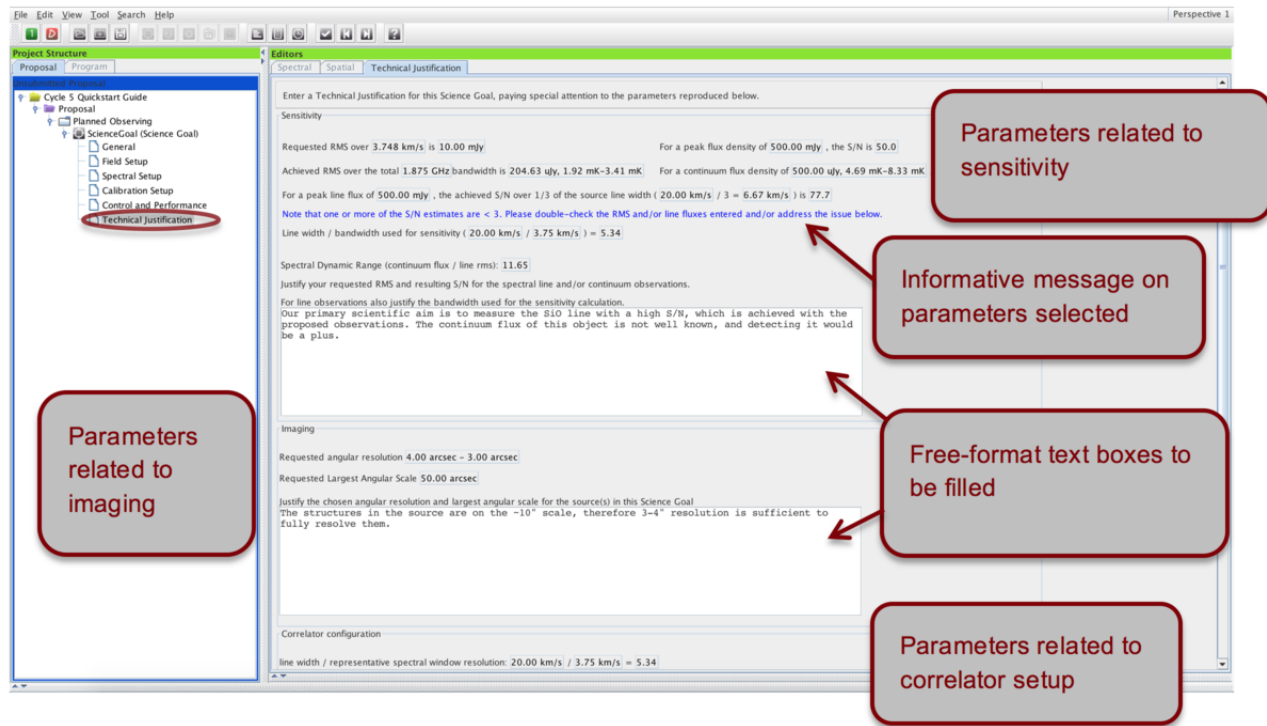 File Edit View Tool Search Help
Perspective 1
Project Structure
Proposal Program
Unsubmitted Proposal
Cycle 5 Quickstart Guide
Proposal
Planned Observing
ScienceGoal (Science Goal)
General
Field Setup
Spectral Setup
Calibration Setup
Control and Performance
Technical Justification
Editors
Spectral Spatial Technical Justification
Enter a Technical Justification for this Science Goal, paying special attention to the parameters reproduced below.
Sensitivity
Requested RMS over 3.748 km/s is 10.00 mJy For a peak flux density of 500.00 mJy , the S/N is 50.0
Achieved RMS over the total 1.875 GHz bandwidth is 204.63 uJy, 1.92 mK-3.41 mK For a continuum flux density of 500.00 uJy, 4.69 mK-8.33 mK
For a peak line flux of 500.00 mJy , the achieved S/N over 1/3 of the source line width ( 20.00 km/s / 3 = 6.67 km/s ) is 77.7
Note that one or more of the S/N estimates are < 3. Please double-check the RMS and/or line fluxes entered and/or address the issue below.
Line width / bandwidth used for sensitivity ( 20.00 km/s / 3.75 km/s ) = 5.34
Spectral Dynamic Range (continuum flux / line rms): 11.65
Justify your requested RMS and resulting S/N for the spectral line and/or continuum observations.
For line observations also justify the bandwidth used for the sensitivity calculation.
Our primary scientific aim is to measure the SiO line with a high S/N, which is achieved with the
proposed observations. The continuum flux of this object is not well known, and detecting it would
be a plus.
Imaging
Requested angular resolution 4.00 arcsec - 3.00 arcsec
Requested Largest Angular Scale 50.00 arcsec
Justify the chosen angular resolution and largest angular scale for the source(s) in this Science Goal
The structures in the source are on the ~10" scale, therefore 3-4" resolution is sufficient to
fully resolve them.
Correlator configuration
line width / representative spectral window resolution: 20.00 km/s / 3.75 km/s = 5.34
Parameters related to
sensitivity
Informative message on
parameters selected
Parameters
related to
imaging
Free-format text boxes to
be filled
Parameters related to
correlator setup